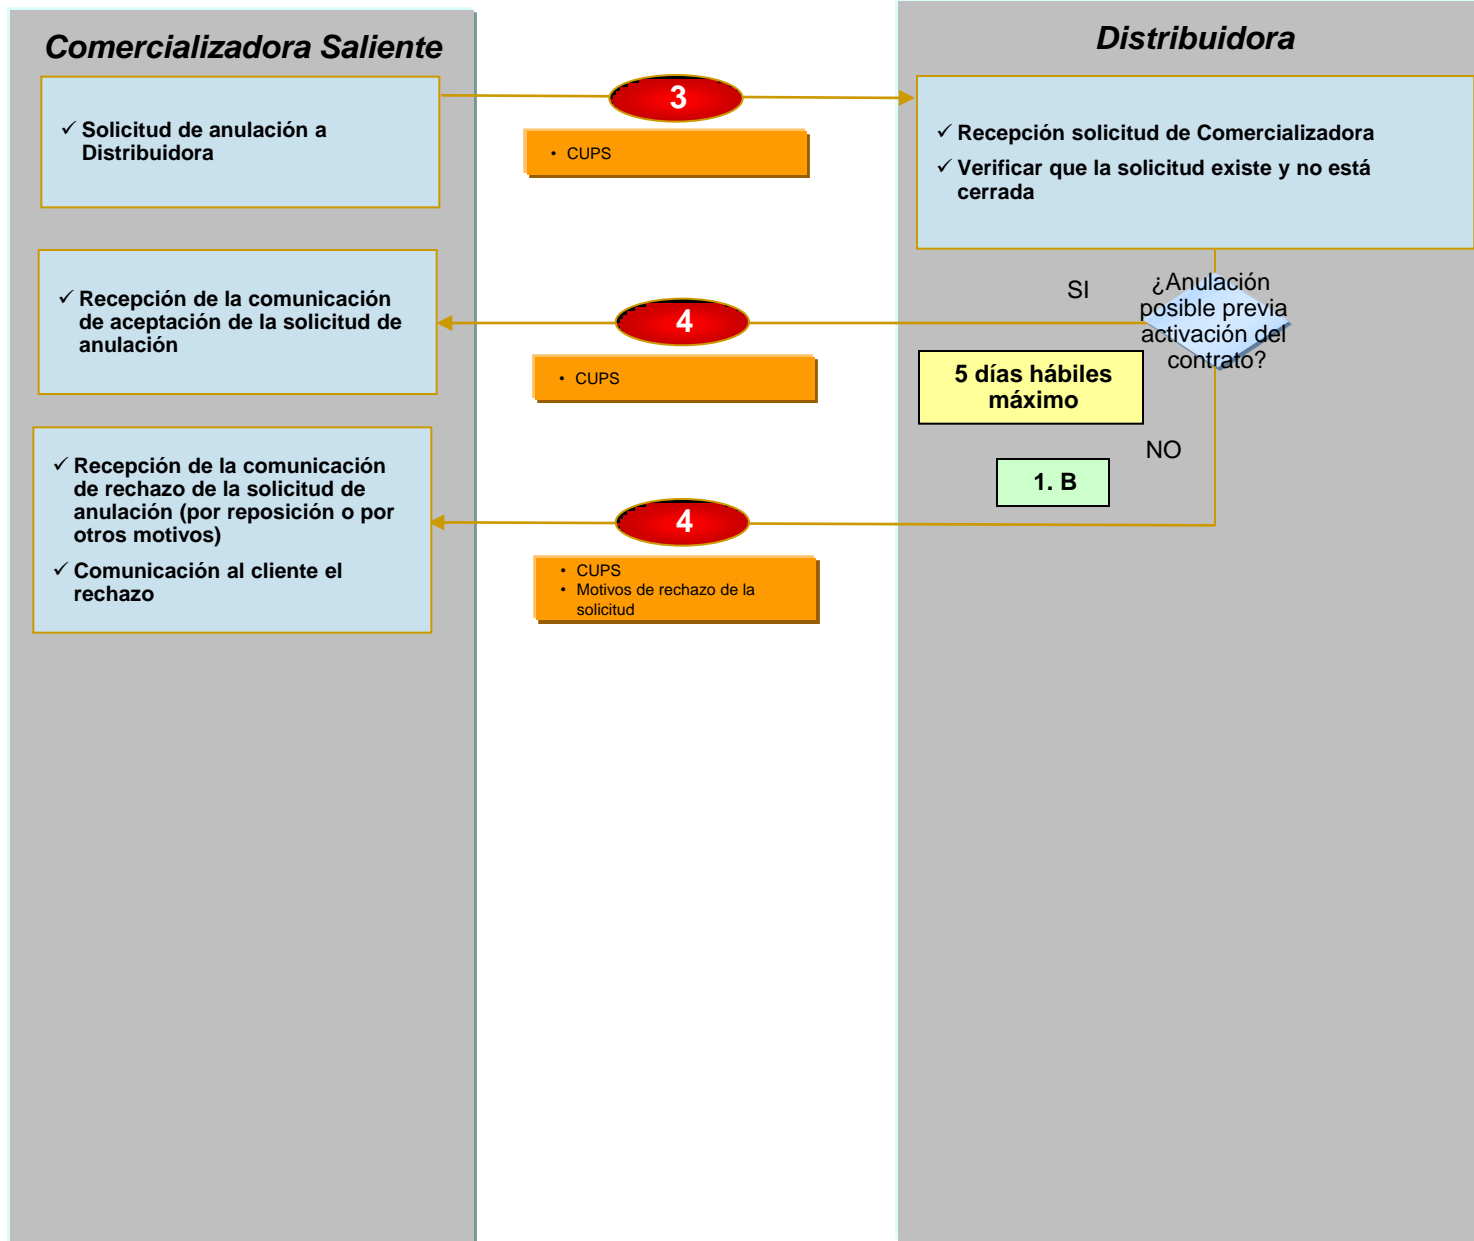 Comercializadora Saliente
Distribuidora
✓ Solicitud de anulación a
Distribuidora
3
• CUPS
✓ Recepción solicitud de Comercializadora
✓ Verificar que la solicitud existe y no está
cerrada
✓ Recepción de la comunicación
de aceptación de la solicitud de
anulación
4
• CUPS
SI
¿Anulación
posible previa
activación del
contrato?
5 días hábiles
máximo
NO
1. B
✓ Recepción de la comunicación
de rechazo de la solicitud de
anulación (por reposición o por
otros motivos)
✓ Comunicación al cliente el
rechazo
4
• CUPS
• Motivos de rechazo de la
solicitud